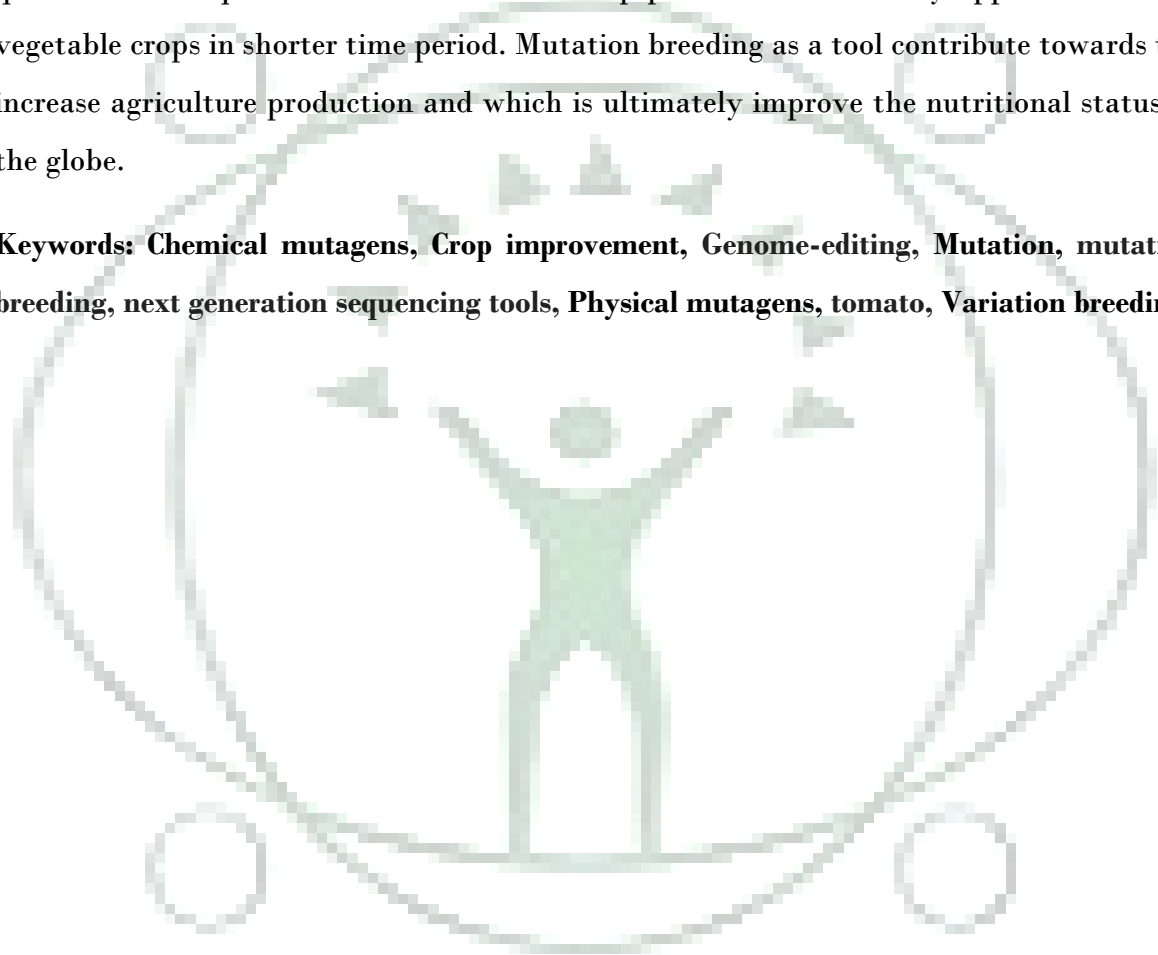 vegetable crops in shorter time period. Mutation breeding as a tool contribute towards
increase agriculture production and which is ultimately improve the nutritional status
the globe.
Keywords: Chemical mutagens, Crop improvement, Genome-editing, Mutation, mutati
breeding, next generation sequencing tools, Physical mutagens, tomato, Variation breedin